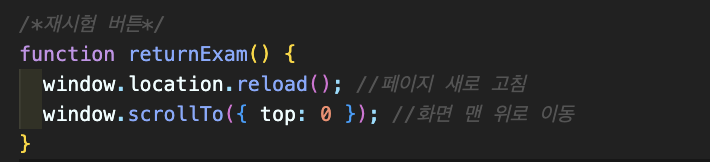 /*재시험 버튼*/
function returnExam() {
  window.location.reload(); //페이지 새로 고침
  window.scrollTo({ top: 0 }); //화면 맨 위로 이동
}